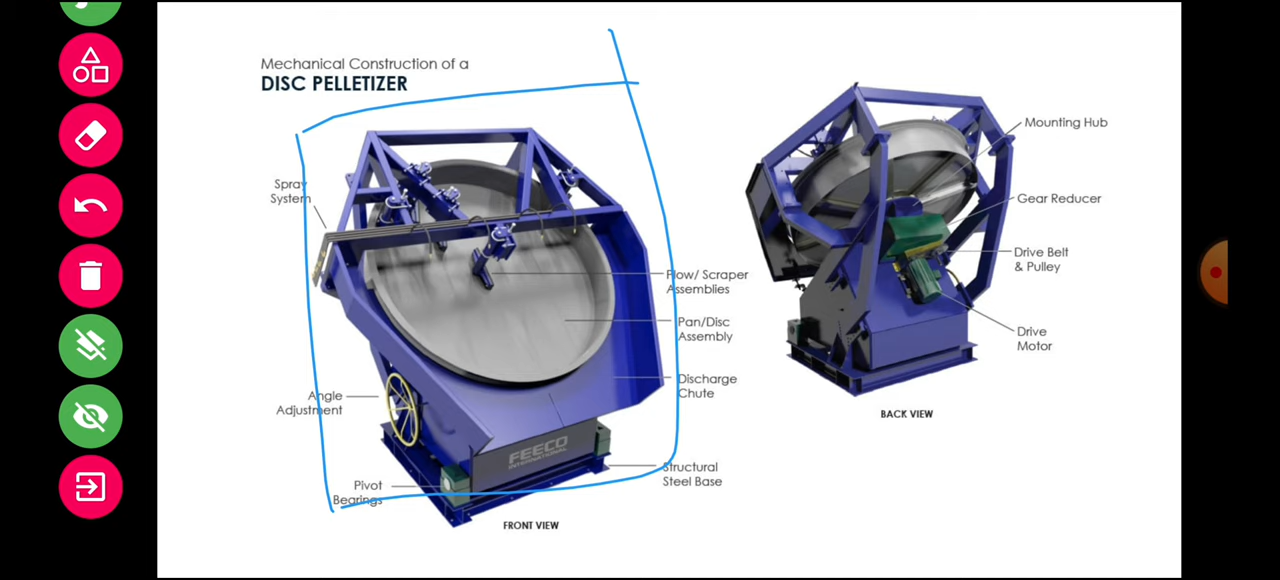 Mechanical Construction of a
DISC PELLETIZER
Spray
System
Plow/ Scraper
Assemblies
Pan/Disc
Assembly
Discharge
Chute
Angle
Adjustment
FEECO
INTERNATIONAL
Structural
Steel Base
Pivot
Bearings
FRONT VIEW
Mounting Hub
Gear Reducer
Drive Belt
& Pulley
Drive
Motor
BACK VIEW